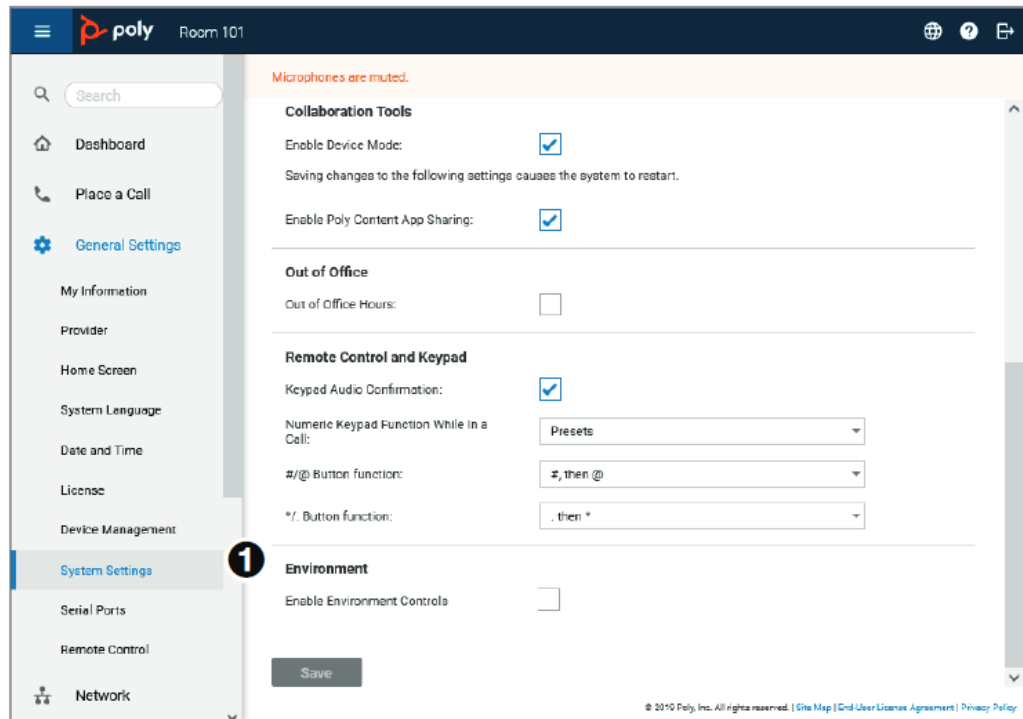 poly Room 101
Search
Dashboard
Place a Call
General Settings
My Information
Provider
Home Screen
System Language
Date and Time
License
Device Management
System Settings
Serial Ports
Remote Control
Network
Microphones are muted.
Collaboration Tools
Enable Device Mode:
Saving changes to the following settings causes the system to restart.
Enable Poly Content App Sharing:
Out of Office
Out of Office Hours:
Remote Control and Keypad
Keypad Audio Confirmation:
Numeric Keypad Function While In a
Call:
Presets
#/@ Button function:
#, then @
*/. Button function:
. then *
1
Environment
Enable Environment Controls
Save
© 2019 Poly, Inc. All rights reserved. | Site Map | End-User License Agreement | Privacy Policy